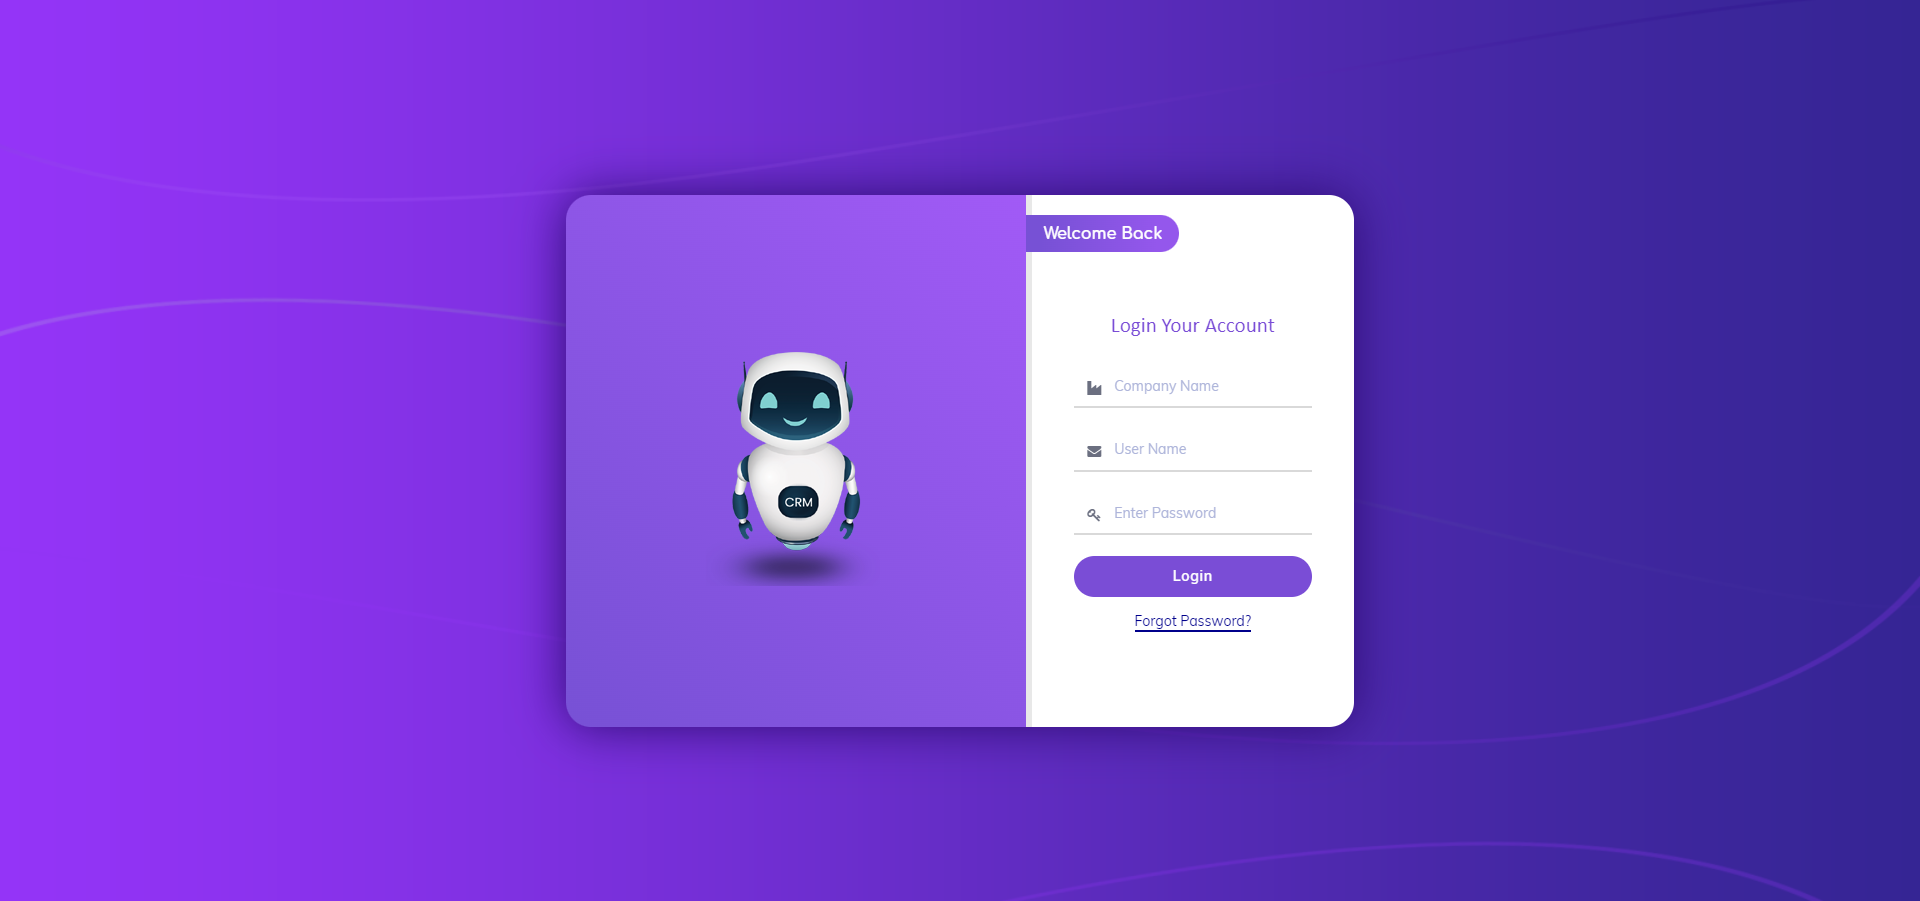 Welcome Back
Login Your Account
Company Name
User Name
Enter Password
Login
Forgot Password?
CRM